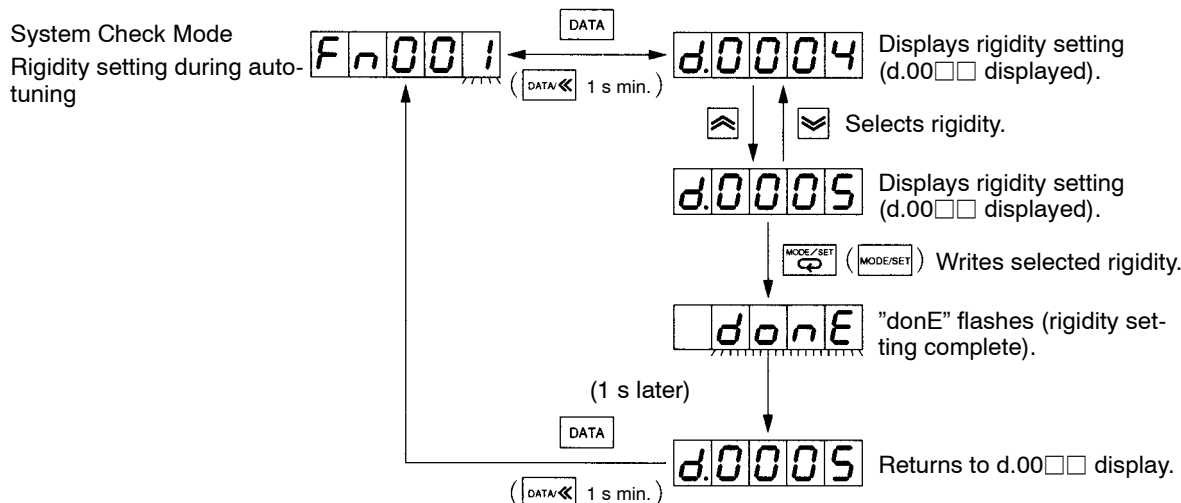 System Check Mode
Rigidity setting during auto-
tuning
Fn001
DATA
(DATA/≪ 1 s min.)
d.0004
Displays rigidity setting
(d.00□□ displayed).
Selects rigidity.
d.0005
Displays rigidity setting
(d.00□□ displayed).
MODE/SET (MODE/SET) Writes selected rigidity.
donE
”donE” flashes (rigidity set-
ting complete).
(1 s later)
DATA
(DATA/≪ 1 s min.)
d.0005
Returns to d.00□□ display.